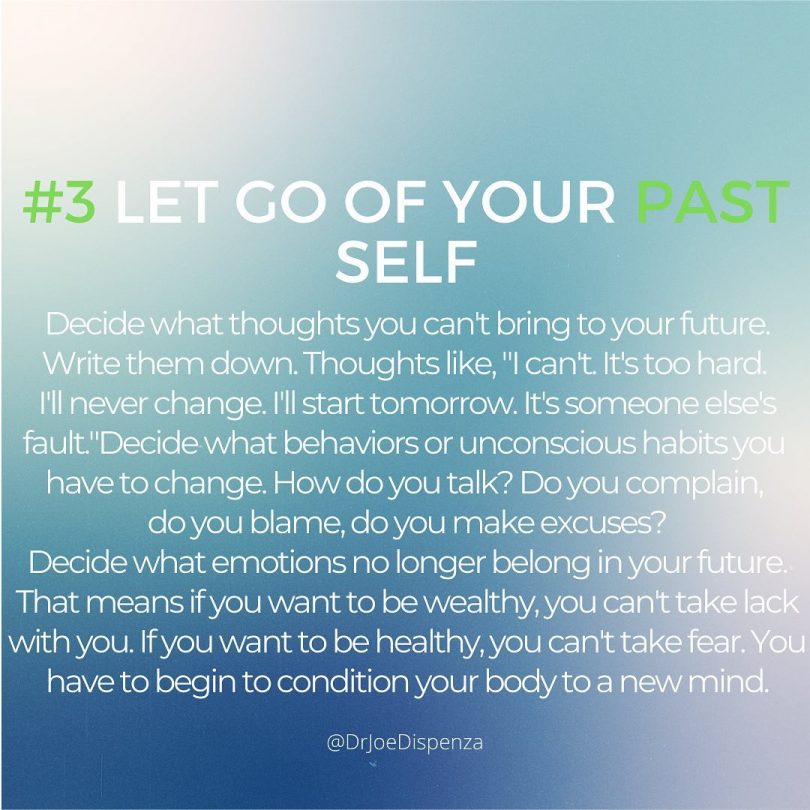 #3 LET GO OF YOUR PAST
SELF
Decide what thoughts you can't bring to your future.
Write them down. Thoughts like, "I can't. It's too hard.
I'll never change. I'll start tomorrow. It's someone else's
fault."Decide what behaviors or unconscious habits you
have to change. How do you talk? Do you complain,
do you blame, do you make excuses?
Decide what emotions no longer belong in your future.
That means if you want to be wealthy, you can't take lack
with you. If you want to be healthy, you can't take fear. You
have to begin to condition your body to a new mind.
@DrJoeDispenza